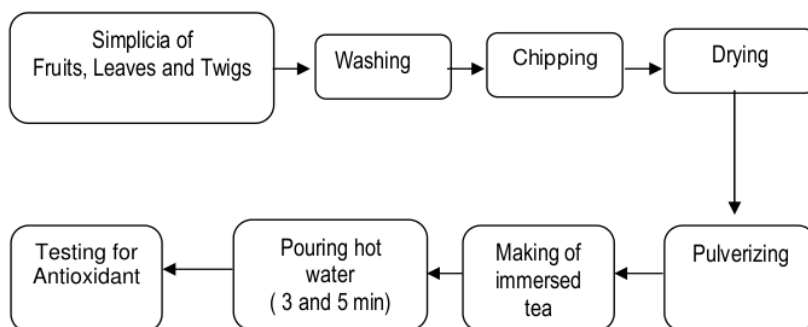 Simplicia of
Fruits, Leaves and Twigs
Washing
Chipping
Drying
Pulverizing
Making of
immersed
tea
Pouring hot
water
( 3 and 5 min)
Testing for
Antioxidant